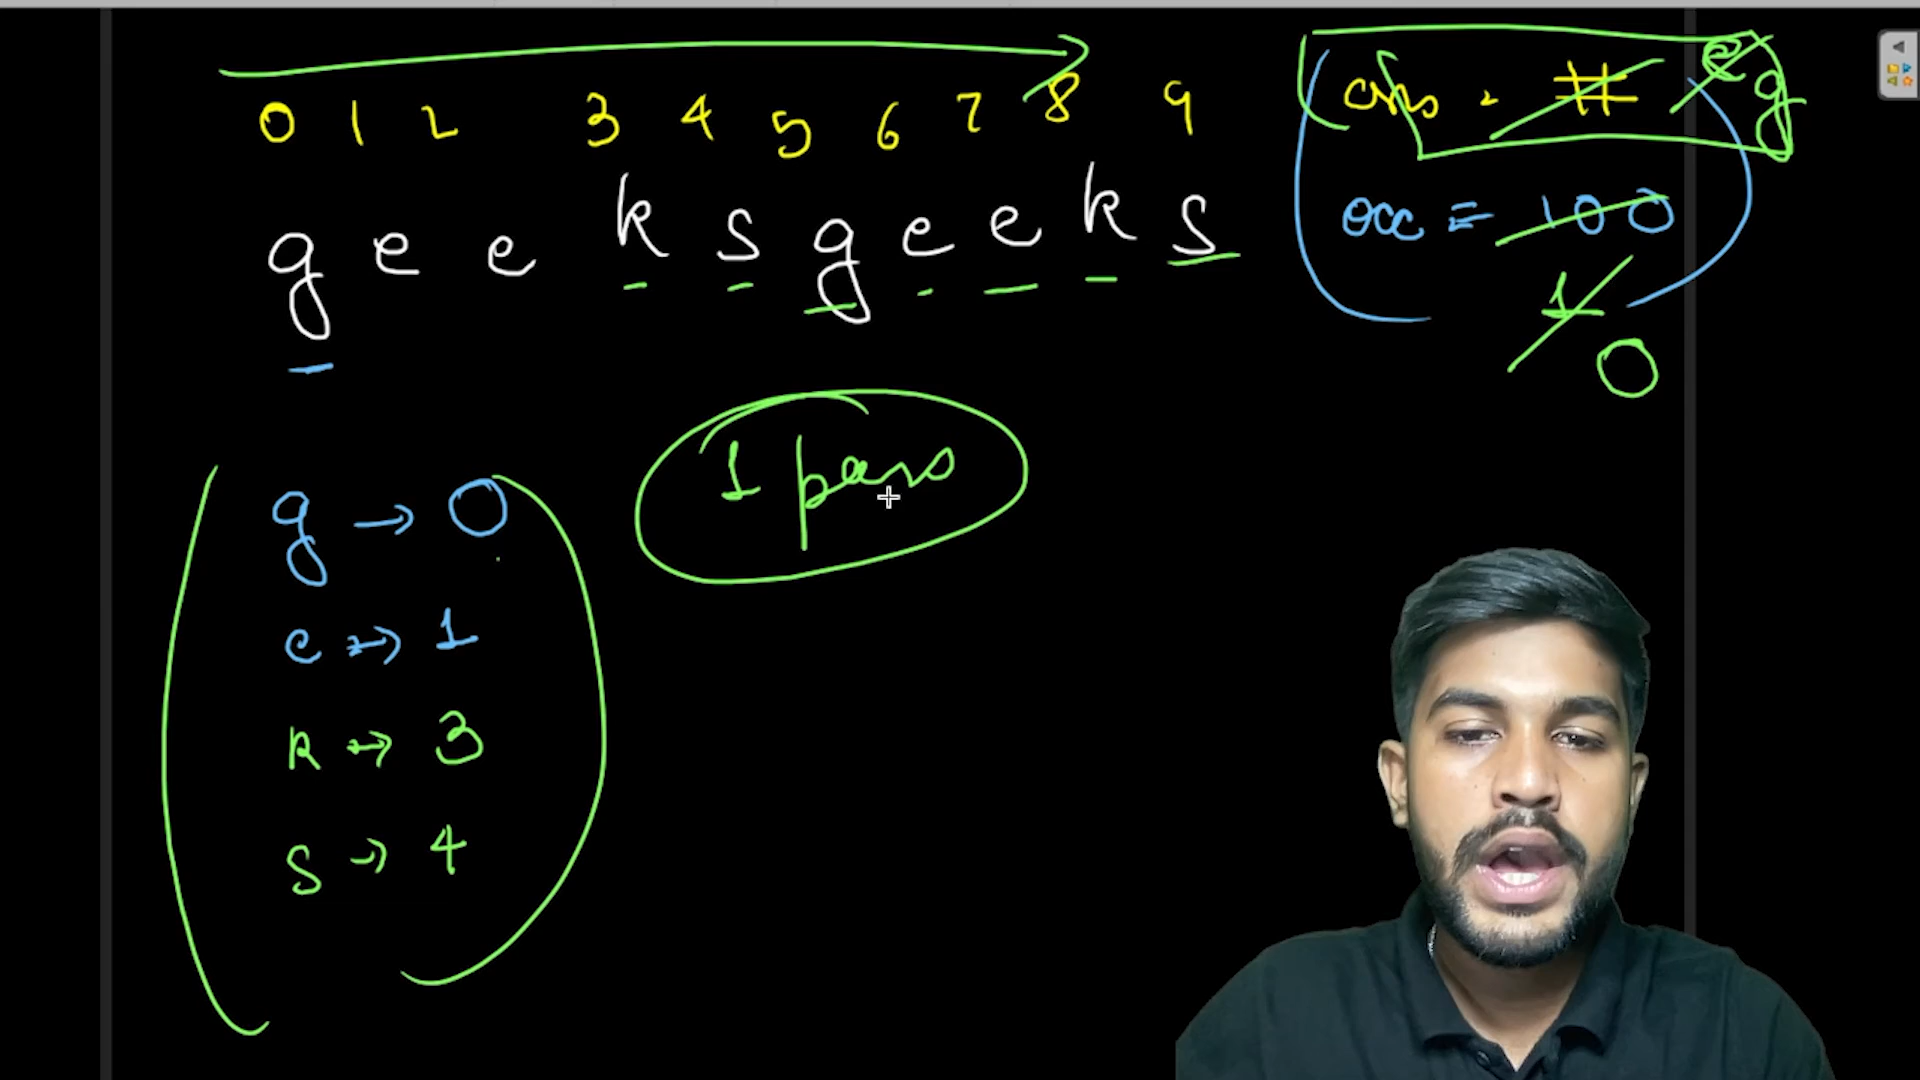 0 1 2 3 4 5 6 7 8 9
g e e k s g e e k s
ans = # e g
occ = 100
1
0
1 pass
g → 0
e → 1
k → 3
s → 4